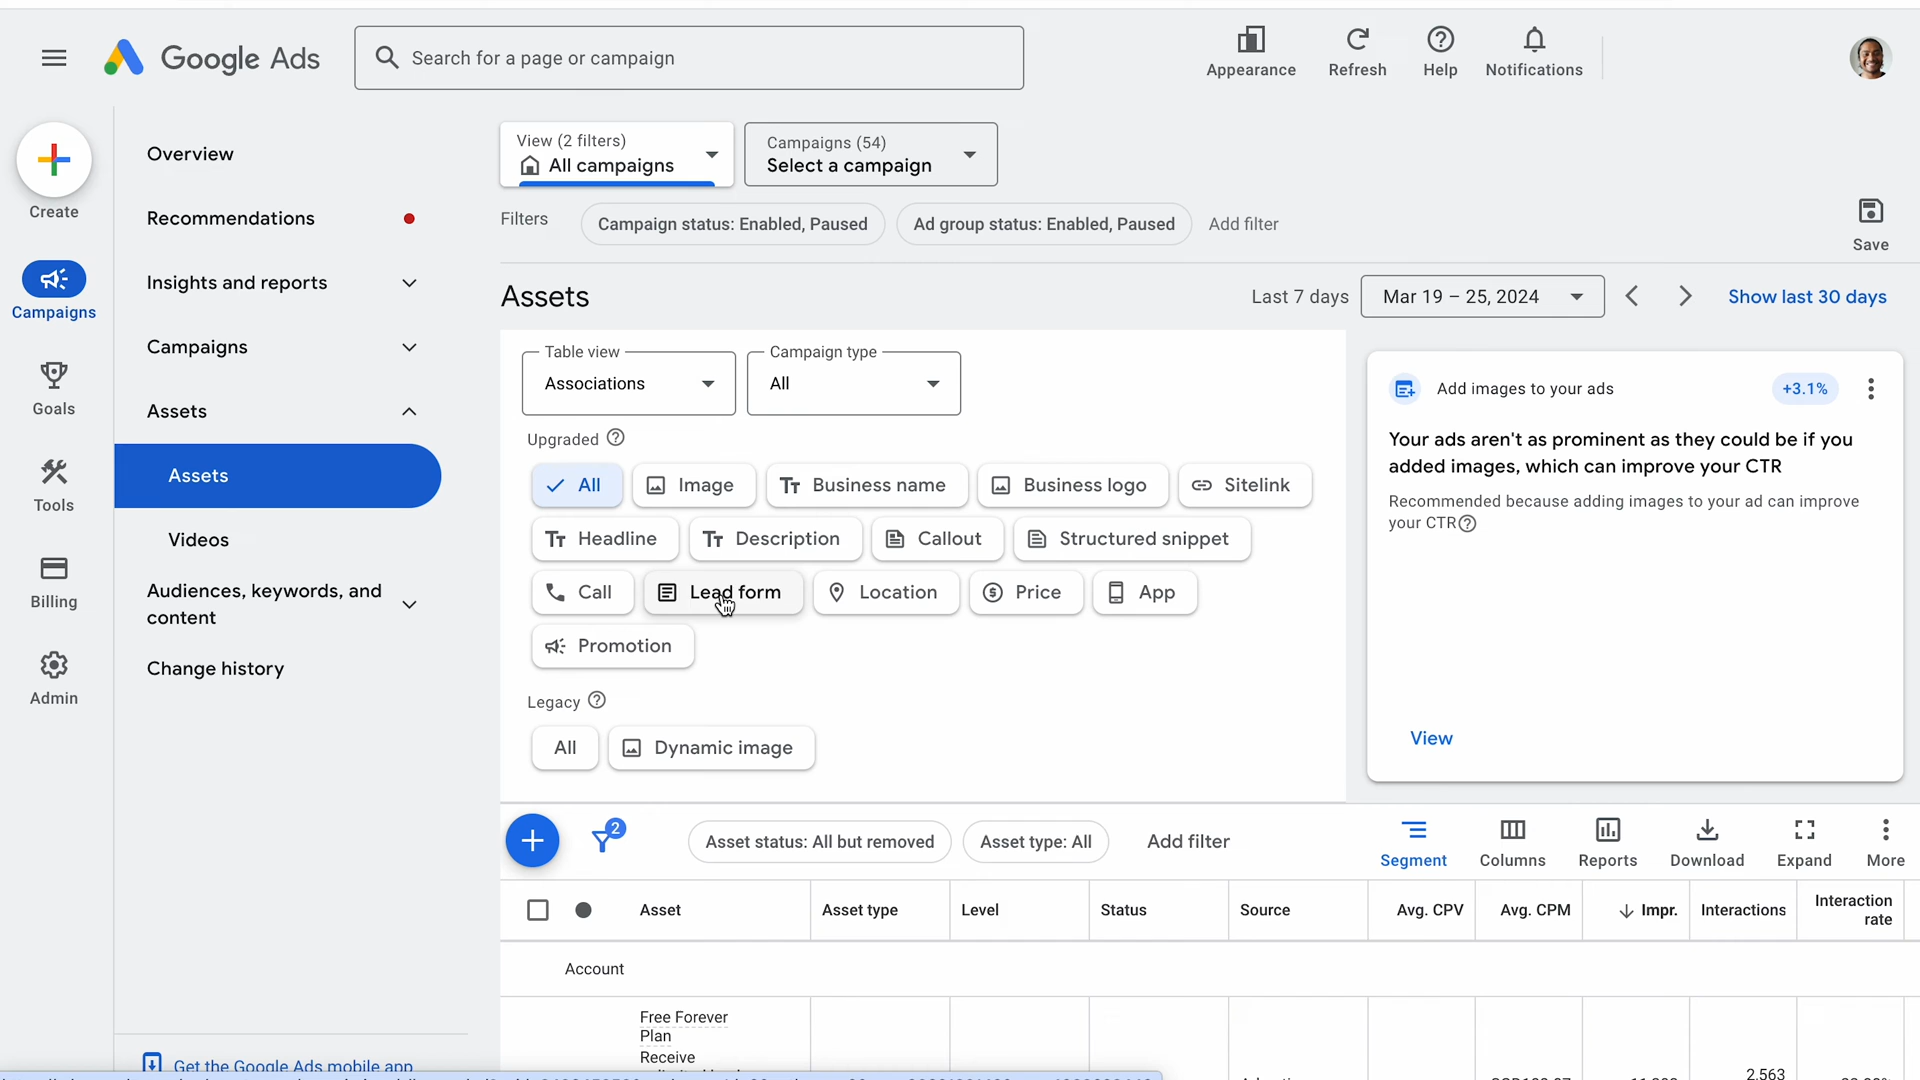 Google Ads
Search for a page or campaign
Appearance
Refresh
Help
Notifications
Create
Campaigns
Goals
Tools
Billing
Admin
Overview
Recommendations
Insights and reports
Campaigns
Assets
Assets
Videos
Audiences, keywords, and
content
Change history
Get the Google Ads mobile app
View (2 filters)
All campaigns
Campaigns (54)
Select a campaign
Filters
Campaign status: Enabled, Paused
Ad group status: Enabled, Paused
Add filter
Save
Assets
Last 7 days
Mar 19 – 25, 2024
Show last 30 days
Table view
Associations
Campaign type
All
Upgraded
All
Image
Business name
Business logo
Sitelink
Headline
Description
Callout
Structured snippet
Call
Lead form
Location
Price
App
Promotion
Legacy
All
Dynamic image
Add images to your ads
+3.1%
Your ads aren't as prominent as they could be if you
added images, which can improve your CTR
Recommended because adding images to your ad can improve
your CTR
View
2
Asset status: All but removed
Asset type: All
Add filter
Segment
Columns
Reports
Download
Expand
More
Asset
Asset type
Level
Status
Source
Avg. CPV
Avg. CPM
Impr.
Interactions
Interaction
rate
Account
Free Forever
Plan
Receive
2,563